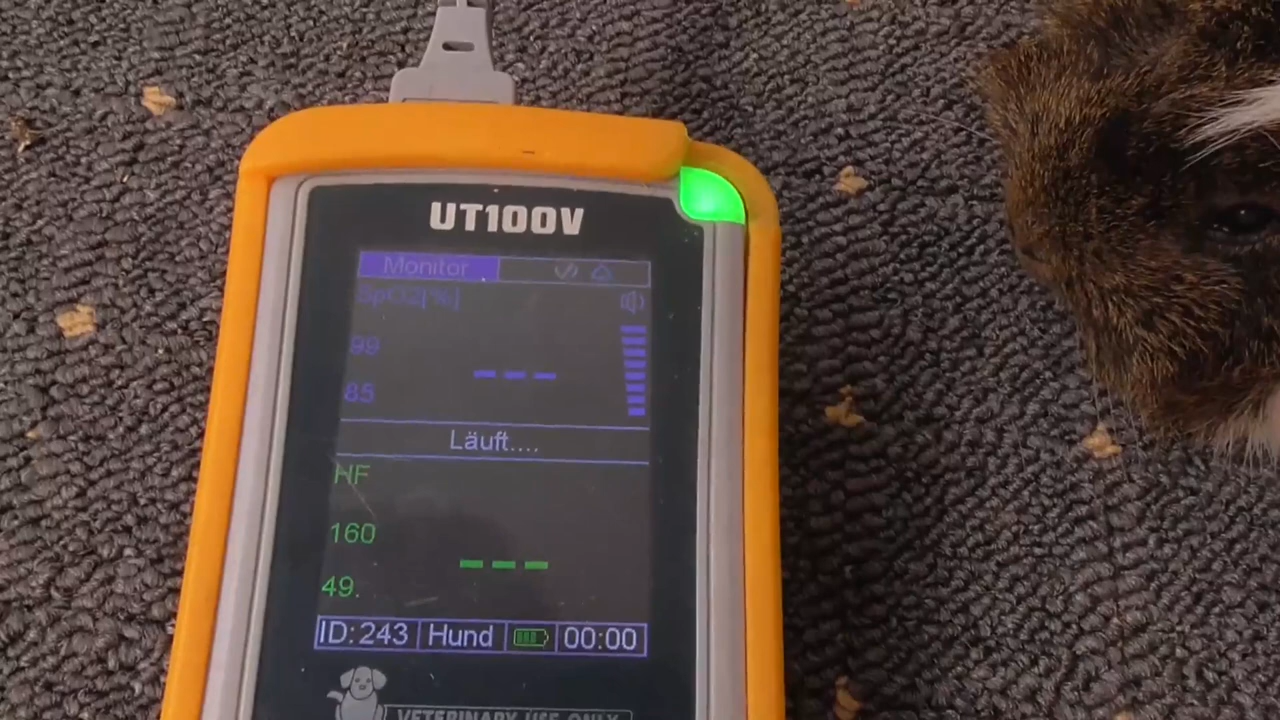 UT100V
Monitor
SpO2[%]
99
---
85
Läuft....
HF
160
---
49.
ID:243 Hund 00:00
VETERINARY USE ONLY